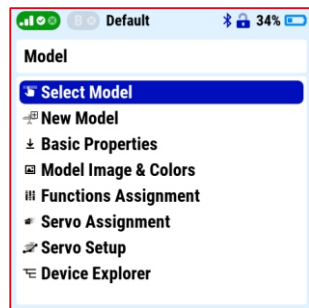 B Default 34%
Model
Select Model
New Model
Basic Properties
Model Image & Colors
Functions Assignment
Servo Assignment
Servo Setup
Device Explorer